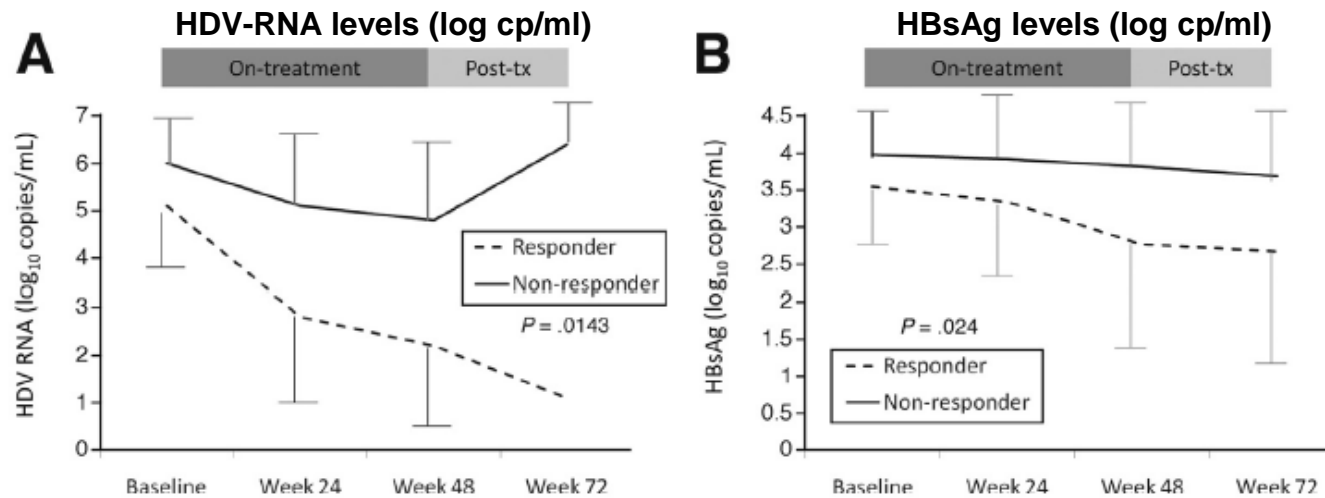 A
HDV-RNA levels (log cp/ml)
On-treatment
Post-tx
HDV RNA (log10 copies/mL)
7
6
5
4
3
2
1
0
Responder
Non-responder
P = .0143
Baseline
Week 24
Week 48
Week 72
B
HBsAg levels (log cp/ml)
On-treatment
Post-tx
HBsAg (log10 copies/mL)
4.5
4
3.5
3
2.5
2
1.5
1
0.5
0
P = .024
Responder
Non-responder
Baseline
Week 24
Week 48
Week 72